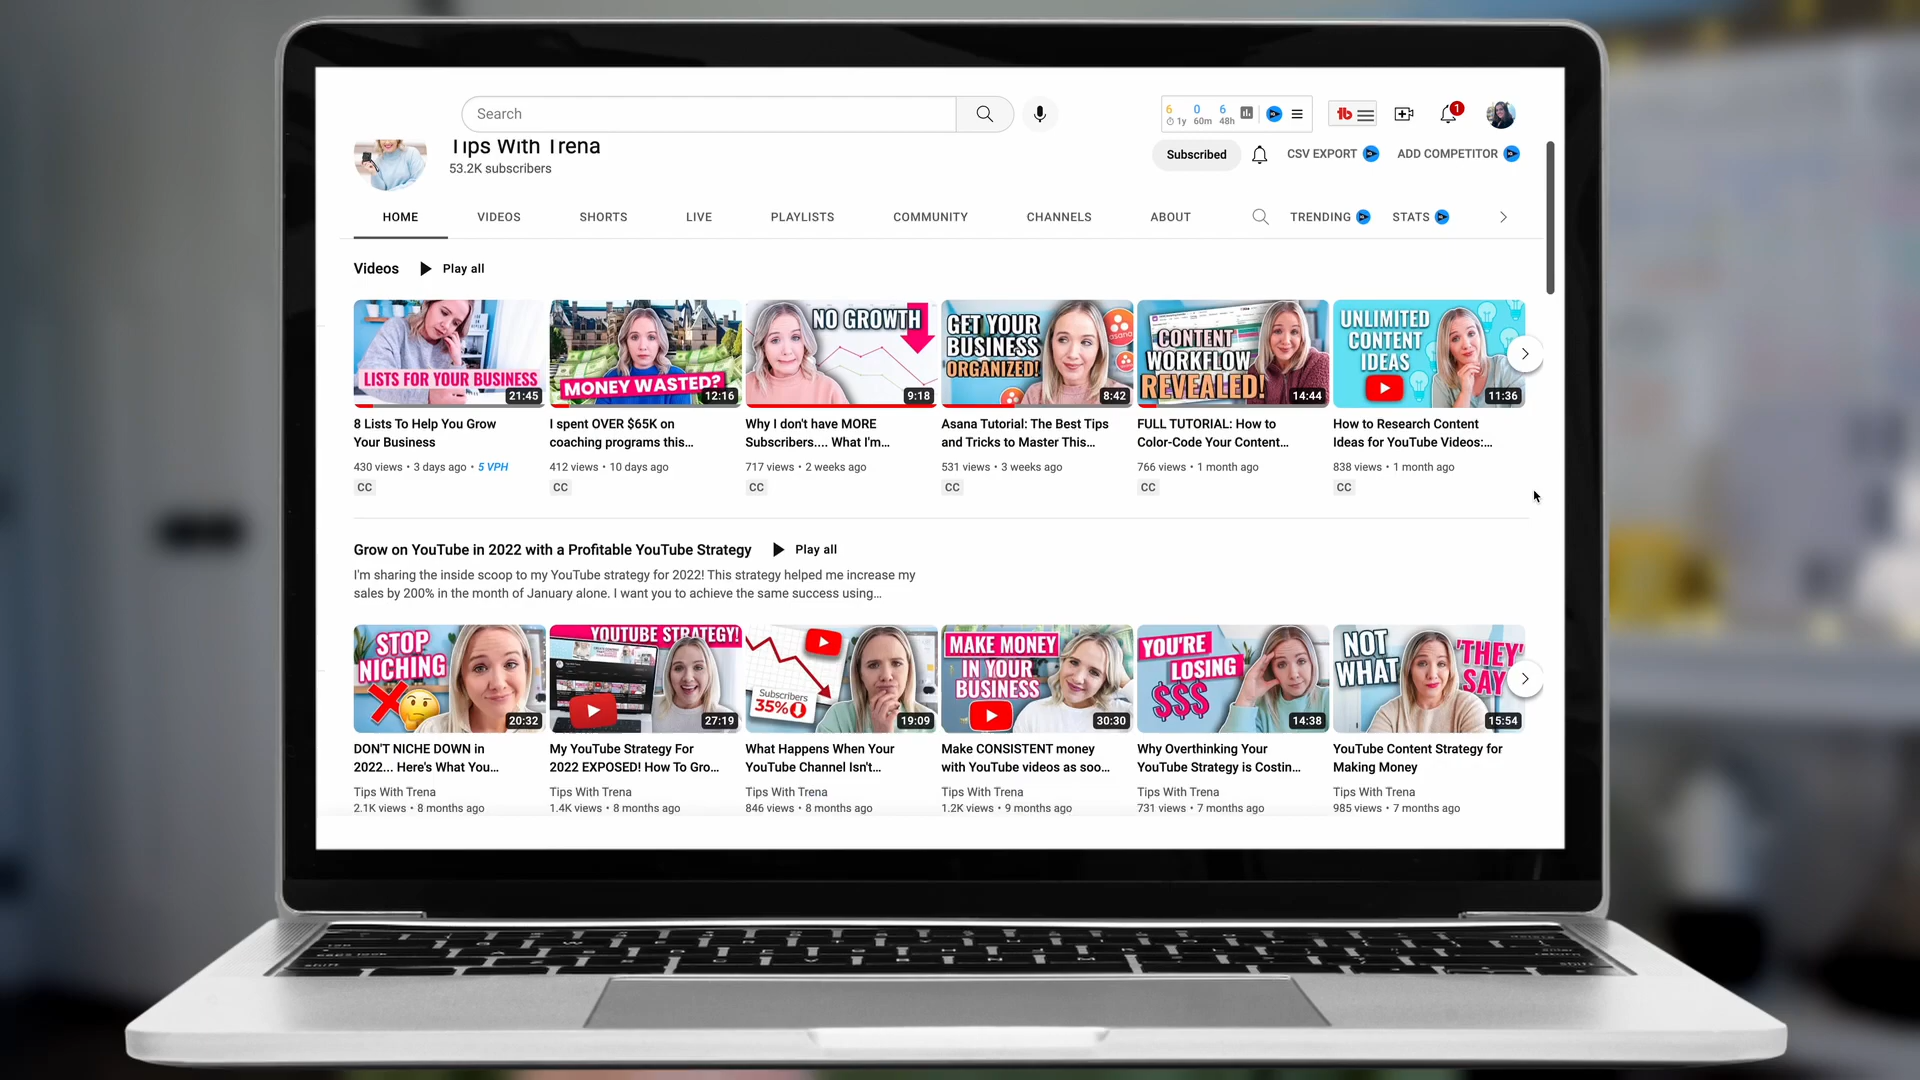 Search
6 0 6
1y 60m 48h
1
Tips With Trena
53.2K subscribers
Subscribed
CSV EXPORT
ADD COMPETITOR
HOME VIDEOS SHORTS LIVE PLAYLISTS COMMUNITY CHANNELS ABOUT TRENDING STATS
Videos Play all
LISTS FOR YOUR BUSINESS
21:45
MONEY WASTED?
12:16
NO GROWTH
9:18
GET YOUR
BUSINESS
ORGANIZED!
asana
8:42
CONTENT
WORKFLOW
REVEALED!
14:44
UNLIMITED
CONTENT
IDEAS
11:36
8 Lists To Help You Grow
Your Business
430 views • 3 days ago • 5 VPH
CC
I spent OVER $65K on
coaching programs this...
412 views • 10 days ago
CC
Why I don't have MORE
Subscribers.... What I'm...
717 views • 2 weeks ago
CC
Asana Tutorial: The Best Tips
and Tricks to Master This...
531 views • 3 weeks ago
CC
FULL TUTORIAL: How to
Color-Code Your Content...
766 views • 1 month ago
CC
How to Research Content
Ideas for YouTube Videos:...
838 views • 1 month ago
CC
Grow on YouTube in 2022 with a Profitable YouTube Strategy Play all
I'm sharing the inside scoop to my YouTube strategy for 2022! This strategy helped me increase my
sales by 200% in the month of January alone. I want you to achieve the same success using...
STOP
NICHING
20:32
YOUTUBE STRATEGY!
27:19
Subscribers
35%
19:09
MAKE MONEY
IN YOUR
BUSINESS
30:30
YOU'RE
LOSING
$$$
14:38
NOT
WHAT
'THEY'
SAY
15:54
DON'T NICHE DOWN in
2022... Here's What You...
Tips With Trena
2.1K views • 8 months ago
My YouTube Strategy For
2022 EXPOSED! How To Gro...
Tips With Trena
1.4K views • 8 months ago
What Happens When Your
YouTube Channel Isn't...
Tips With Trena
846 views • 8 months ago
Make CONSISTENT money
with YouTube videos as soo...
Tips With Trena
1.2K views • 9 months ago
Why Overthinking Your
YouTube Strategy is Costin...
Tips With Trena
731 views • 7 months ago
YouTube Content Strategy for
Making Money
Tips With Trena
985 views • 7 months ago